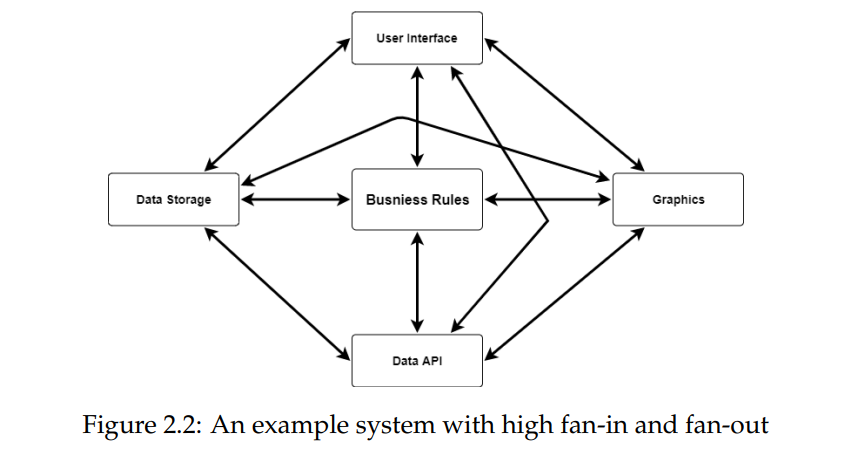 User Interface
Data Storage
Busniess Rules
Graphics
Data API
Figure 2.2: An example system with high fan-in and fan-out